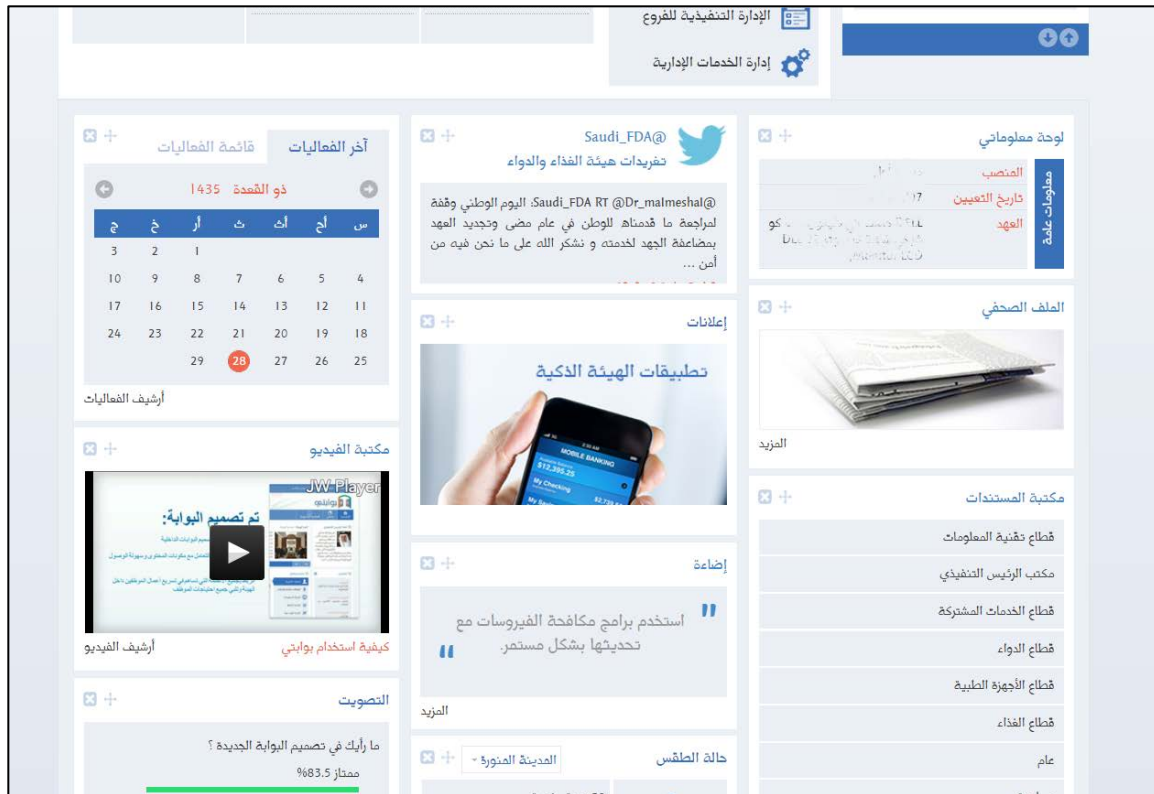 الإدارة التنفيذية للفروع
إدارة الخدمات الإدارية
لوحة معلوماتي
معلومات عامة
المنصب
تاريخ التعيين
العهد
الملف الصحفي
المزيد
مكتبة المستندات
قطاع تقنية المعلومات
مكتب الرئيس التنفيذي
قطاع الخدمات المشتركة
قطاع الدواء
قطاع الأجهزة الطبية
قطاع الغذاء
عام
@Saudi_FDA
تغريدات هيئة الغذاء والدواء
@Saudi_FDA RT @Dr_malmeshal: اليوم الوطني وقفة
لمراجعة ما قدمناه للوطن في عام مضى وتجديد العهد
بمضاعفة الجهد لخدمته و نشكر الله على ما نحن فيه من
أمن ...
إعلانات
تطبيقات الهيئة الذكية
MOBILE BANKING
$12,395.25
My Checking
إضاءة
" استخدم برامج مكافحة الفيروسات مع
تحديثها بشكل مستمر. "
المزيد
حالة الطقس
المدينة المنورة
آخر الفعاليات
قائمة الفعاليات
ذو القعدة 1435
س أح أث ث أر خ ج
1 2 3
4 5 6 7 8 9 10
11 12 13 14 15 16 17
18 19 20 21 22 23 24
25 26 27 28 29
أرشيف الفعاليات
مكتبة الفيديو
JW Player
تم تصميم البوابة:
كيفية استخدام بوابتي
أرشيف الفيديو
التصويت
ما رأيك في تصميم البوابة الجديدة ؟
ممتاز 83.5%